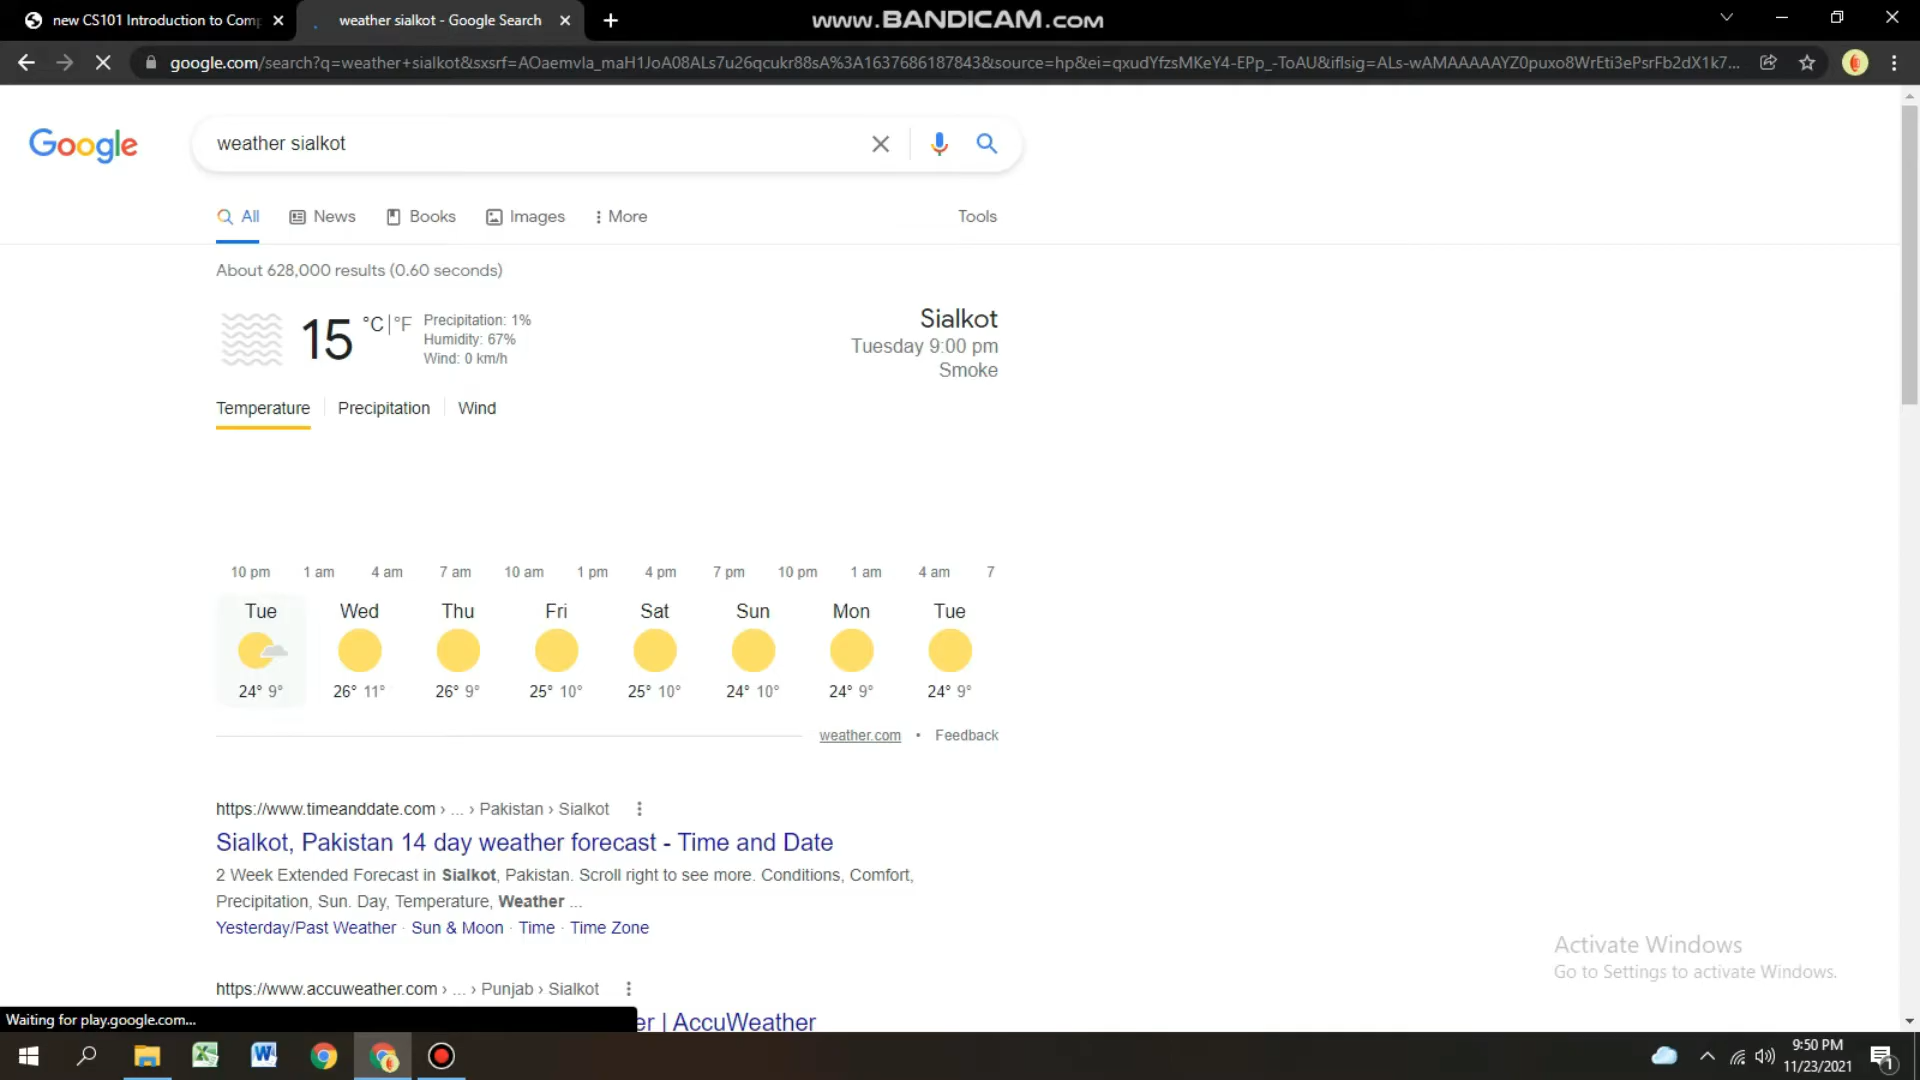 new CS101 Introduction to Comp
weather sialkot - Google Search
www.BANDICAM.com
google.com/search?q=weather+sialkot&sxsrf=AOaemvIa_maH1JoA08ALs7u26qcukr88sA%3A1637686187843&source=hp&ei=qxudYfzsMKeY4-EPp_-ToAU&iflsig=ALs-wAMAAAAAYZ0puxo8WrEti3ePsrFb2dX1k7...
Google
weather sialkot
All
News
Books
Images
More
Tools
About 628,000 results (0.60 seconds)
15
°C | °F
Precipitation: 1%
Humidity: 67%
Wind: 0 km/h
Sialkot
Tuesday 9:00 pm
Smoke
Temperature
Precipitation
Wind
10 pm 1 am 4 am 7 am 10 am 1 pm 4 pm 7 pm 10 pm 1 am 4 am 7
Tue Wed Thu Fri Sat Sun Mon Tue
24° 9° 26° 11° 26° 9° 25° 10° 25° 10° 24° 10° 24° 9° 24° 9°
weather.com • Feedback
https://www.timeanddate.com › ... › Pakistan › Sialkot
Sialkot, Pakistan 14 day weather forecast - Time and Date
2 Week Extended Forecast in Sialkot, Pakistan. Scroll right to see more. Conditions, Comfort,
Precipitation, Sun. Day, Temperature, Weather ...
Yesterday/Past Weather · Sun & Moon · Time · Time Zone
https://www.accuweather.com › ... › Punjab › Sialkot
er | AccuWeather
Activate Windows
Go to Settings to activate Windows.
Waiting for play.google.com...
9:50 PM
11/23/2021
1